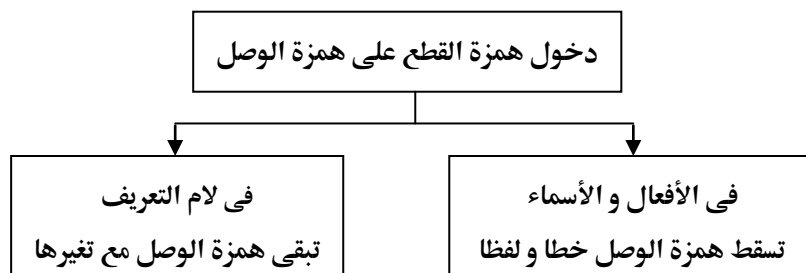 دخول همزة القطع على همزة الوصل
فى الأفعال و الأسماء
تسقط همزة الوصل خطا و لفظا
فى لام التعريف
تبقى همزة الوصل مع تغيرها